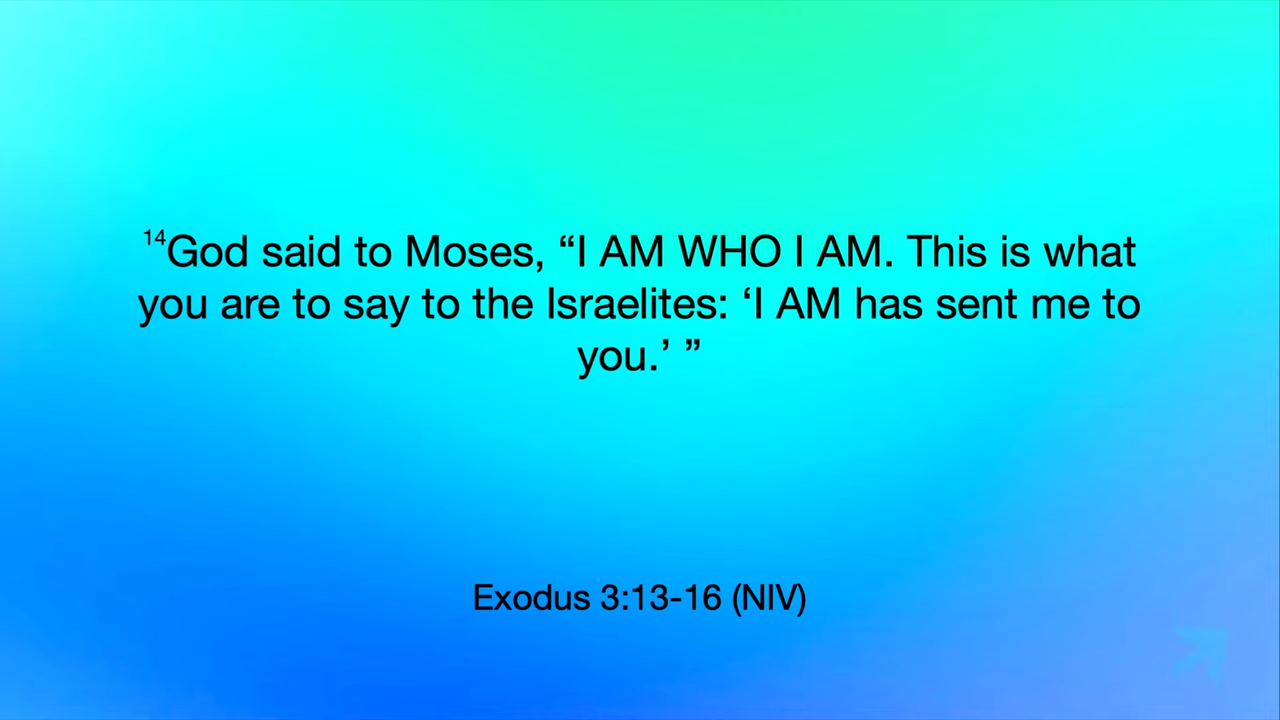 ¹⁴God said to Moses, “I AM WHO I AM. This is what
you are to say to the Israelites: ‘I AM has sent me to
you.’ ”
Exodus 3:13-16 (NIV)